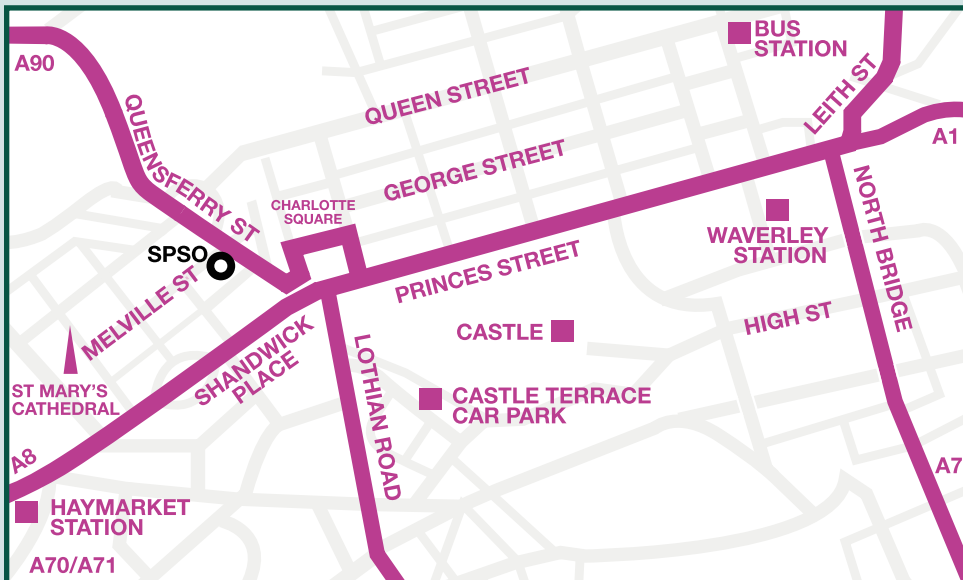 BUS
STATION
A90
LEITH ST
QUEEN STREET
A1
QUEENSFERRY ST
GEORGE STREET
CHARLOTTE
SQUARE
NORTH BRIDGE
WAVERLEY
STATION
SPSO
PRINCES STREET
MELVILLE ST
HIGH ST
CASTLE
SHANDWICK
PLACE
LOTHIAN ROAD
ST MARY'S
CATHEDRAL
CASTLE TERRACE
CAR PARK
A8
A7
HAYMARKET
STATION
A70/A71